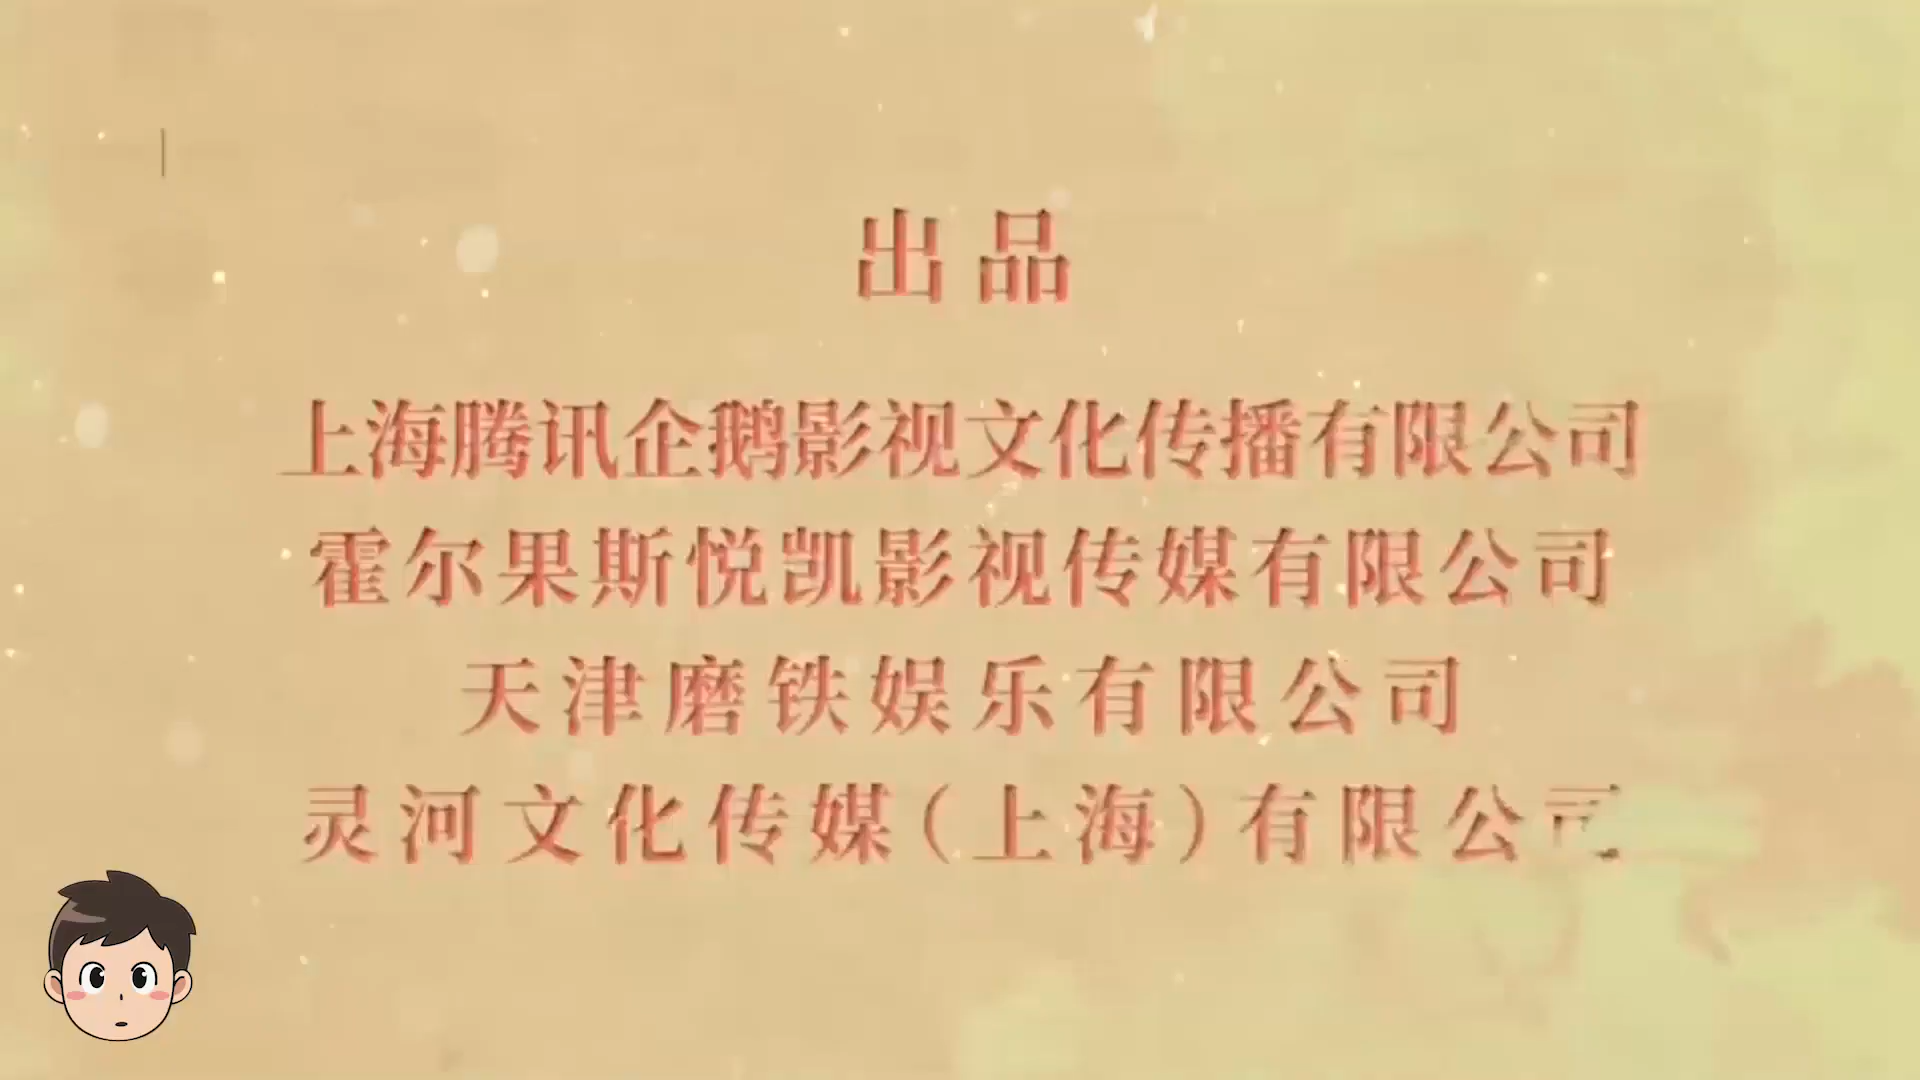 出品
上海腾讯企鹅影视文化传播有限公司
霍尔果斯悦凯影视传媒有限公司
天津磨铁娱乐有限公司
灵河文化传媒(上海)有限公司